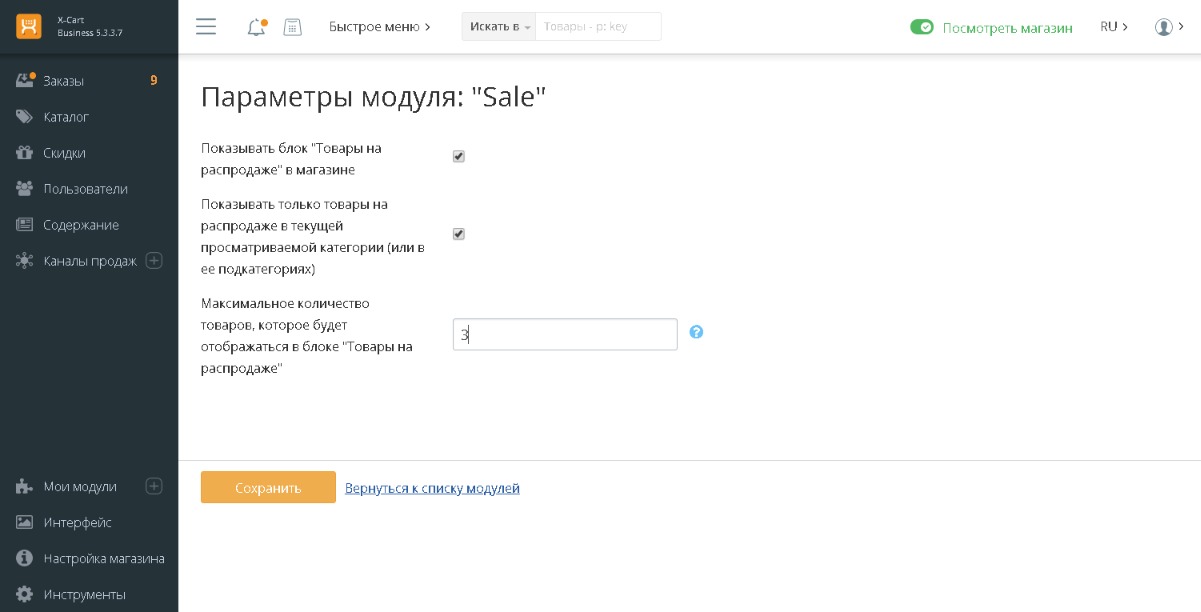 X-Cart
Business 5.3.3.7
Быстрое меню
Искать в
Товары - p: key
Посмотреть магазин
RU
Заказы
9
Каталог
Скидки
Пользователи
Содержание
Каналы продаж
Мои модули
Интерфейс
Настройка магазина
Инструменты
Параметры модуля: "Sale"
Показывать блок "Товары на
распродаже" в магазине
Показывать только товары на
распродаже в текущей
просматриваемой категории (или в
ее подкатегориях)
Максимальное количество
товаров, которое будет
отображаться в блоке "Товары на
распродаже"
3
?
Сохранить
Вернуться к списку модулей